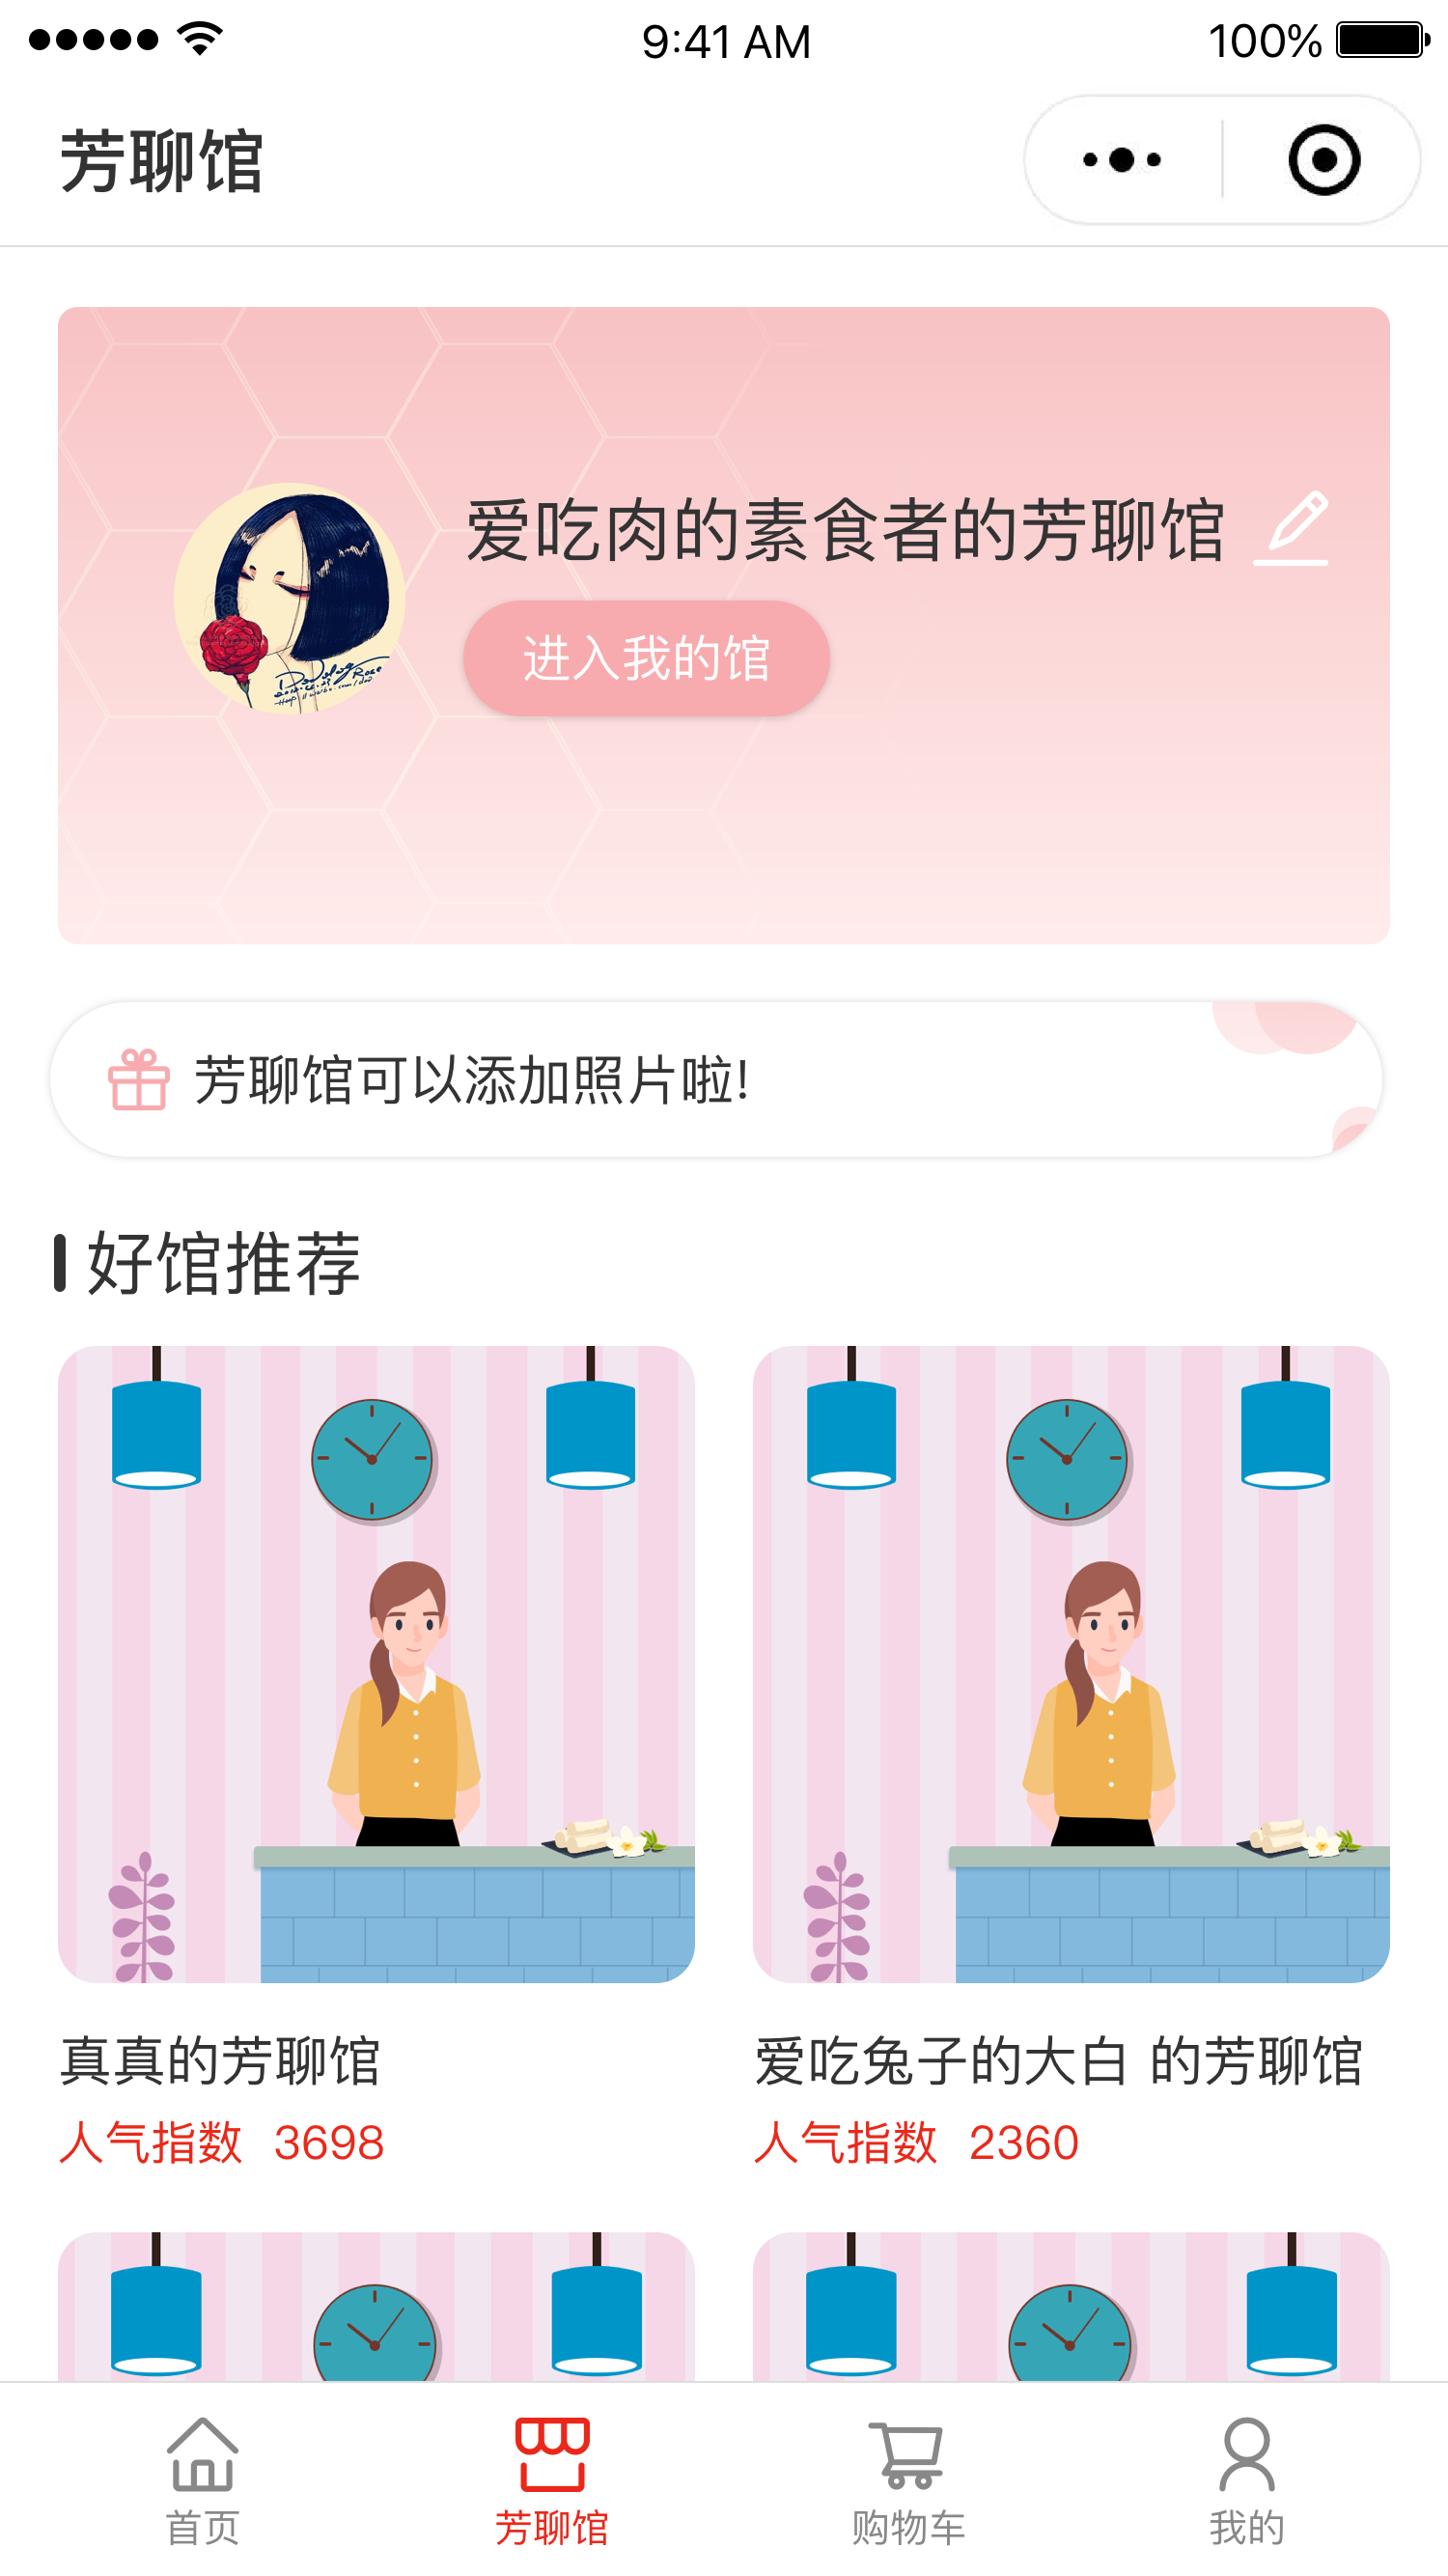 9:41 AM
100%
芳聊馆
爱吃肉的素食者的芳聊馆
进入我的馆
芳聊馆可以添加照片啦!
好馆推荐
真真的芳聊馆
爱吃兔子的大白 的芳聊馆
人气指数 3698
人气指数 2360
首页
芳聊馆
购物车
我的